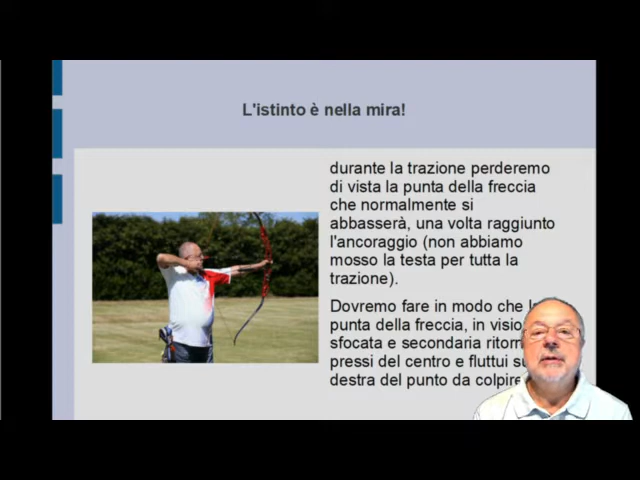 L'istinto è nella mira!
durante la trazione perderemo
di vista la punta della freccia
che normalmente si
abbasserà, una volta raggiunto
l'ancoraggio (non abbiamo
mosso la testa per tutta la
trazione).
Dovremo fare in modo che
punta della freccia, in
sfocata e secondaria
pressi del centro e fluttui
destra del punto da colpire